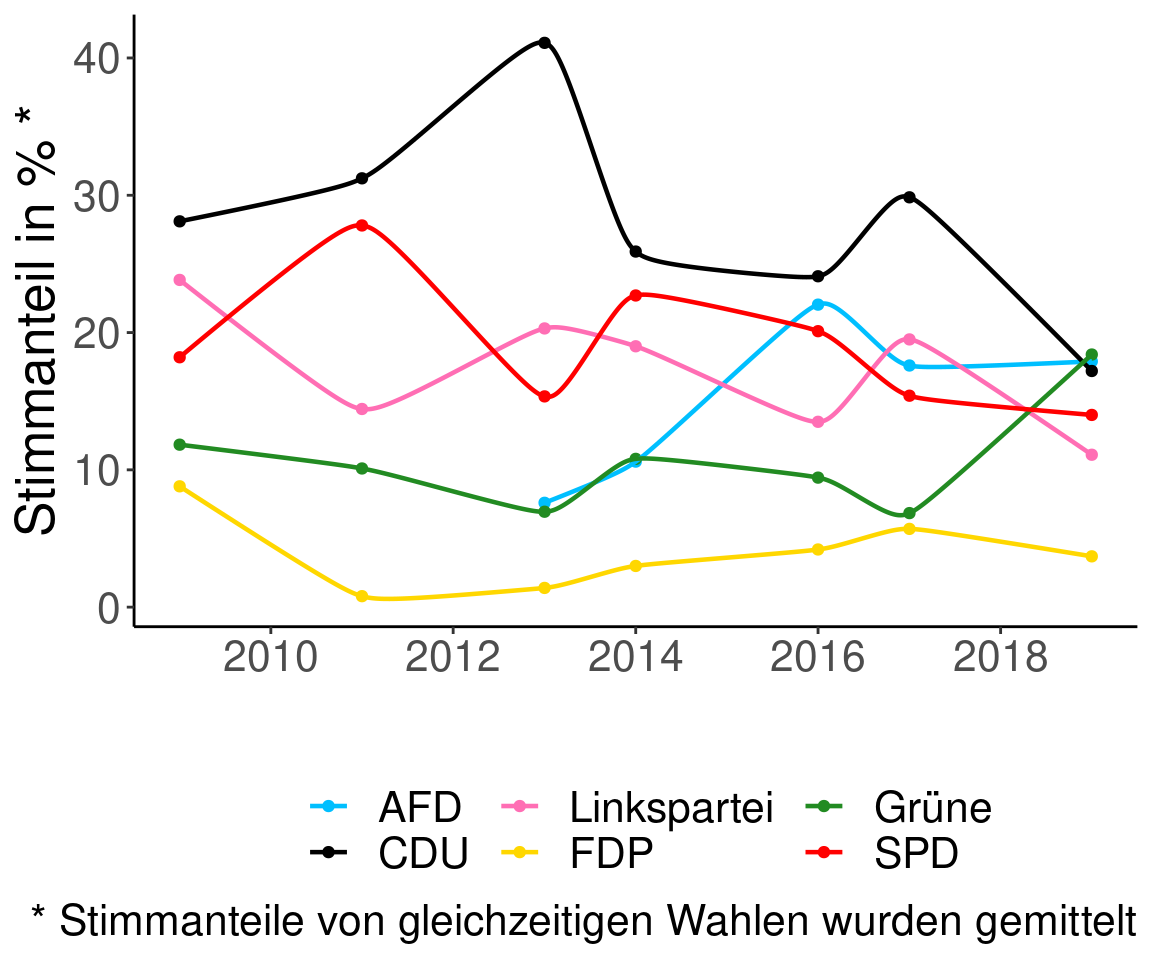 Stimmanteil in % *
40
30
20
10
0
2010 2012 2014 2016 2018
AFD Linkspartei Grüne
CDU FDP SPD
* Stimmanteile von gleichzeitigen Wahlen wurden gemittelt